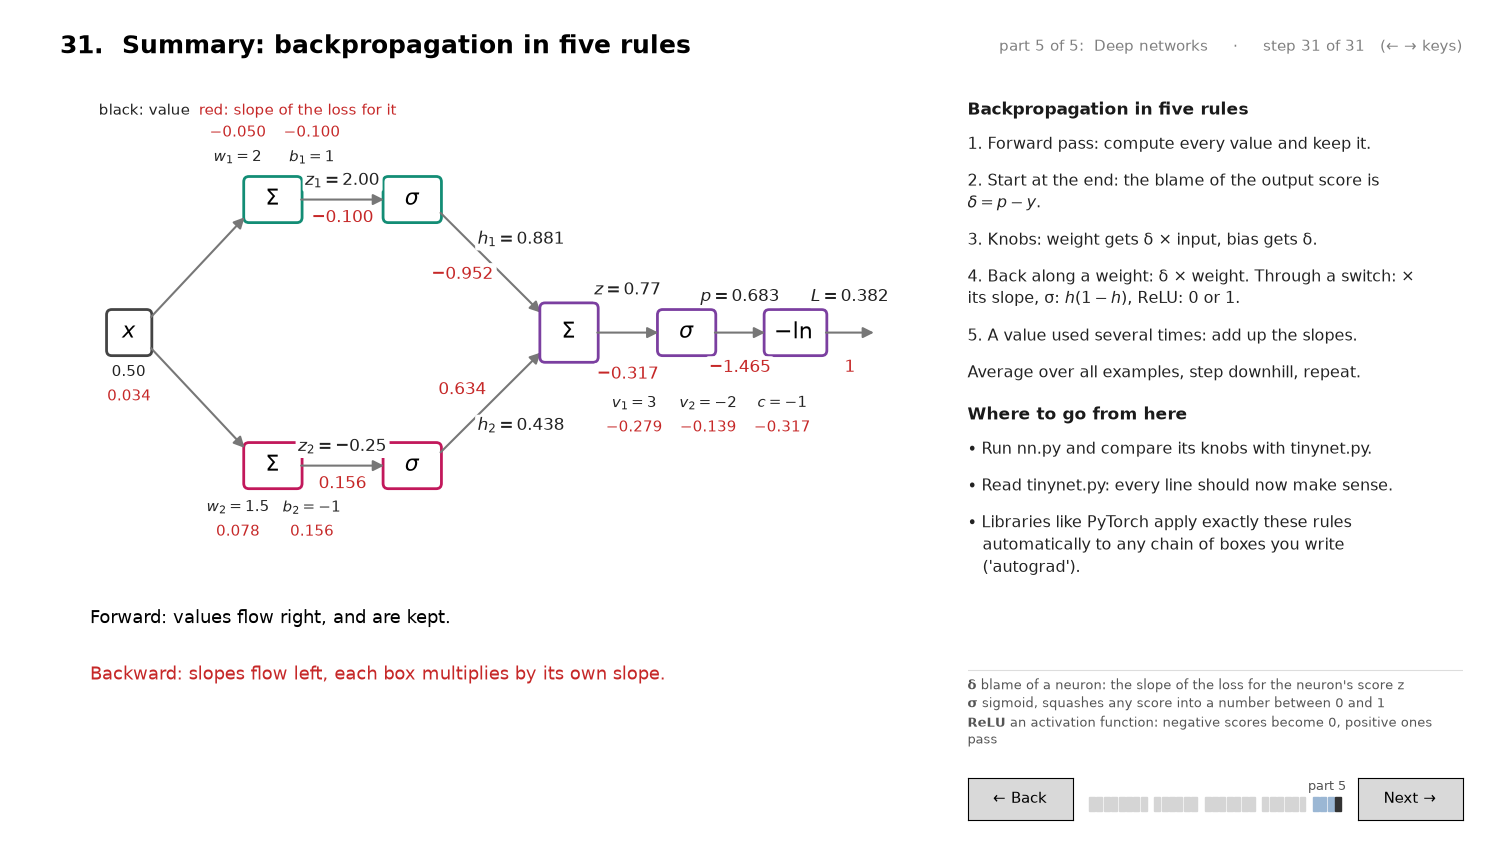 31.  Summary: backpropagation in five rules
part 5 of 5:  Deep networks  ·  step 31 of 31  (← → keys)
black: value  red: slope of the loss for it
−0.050  −0.100
w₁ = 2  b₁ = 1
Σ
z₁ = 2.00
σ
−0.100
h₁ = 0.881
−0.952
x
0.50
0.034
Σ
z = 0.77
σ
p = 0.683
−ln
L = 0.382
−0.317
−1.465
1
0.634
v₁ = 3  v₂ = −2  c = −1
−0.279  −0.139  −0.317
h₂ = 0.438
Σ
z₂ = −0.25
σ
0.156
w₂ = 1.5  b₂ = −1
0.078  0.156
Forward: values flow right, and are kept.
Backward: slopes flow left, each box multiplies by its own slope.
Backpropagation in five rules
1. Forward pass: compute every value and keep it.
2. Start at the end: the blame of the output score is
δ = p − y.
3. Knobs: weight gets δ × input, bias gets δ.
4. Back along a weight: δ × weight. Through a switch: ×
its slope, σ: h(1 − h), ReLU: 0 or 1.
5. A value used several times: add up the slopes.
Average over all examples, step downhill, repeat.
Where to go from here
• Run nn.py and compare its knobs with tinynet.py.
• Read tinynet.py: every line should now make sense.
• Libraries like PyTorch apply exactly these rules
automatically to any chain of boxes you write
('autograd').
δ blame of a neuron: the slope of the loss for the neuron's score z
σ sigmoid, squashes any score into a number between 0 and 1
ReLU an activation function: negative scores become 0, positive ones
pass
← Back
part 5
Next →